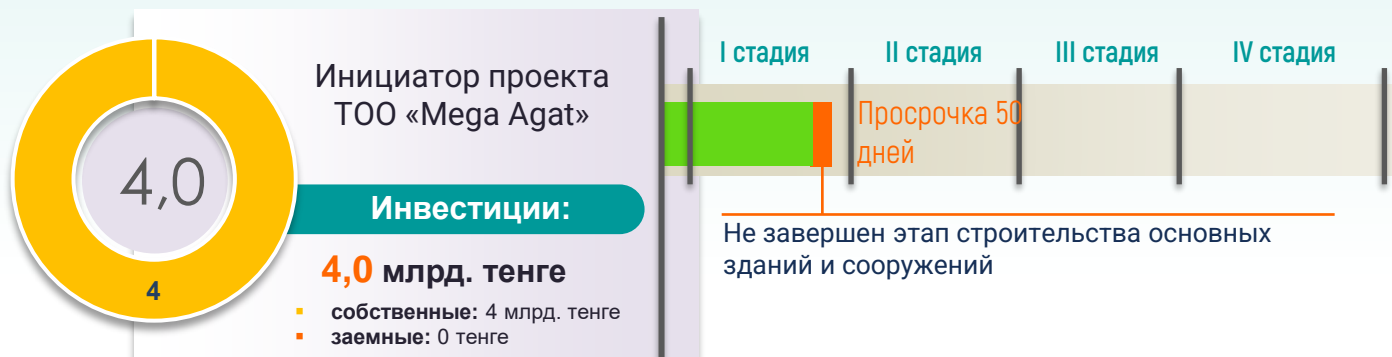 4,0
4
Инициатор проекта
ТОО «Mega Agat»
Инвестиции:
4,0 млрд. тенге
собственные: 4 млрд. тенге
заемные: 0 тенге
I стадия
II стадия
III стадия
IV стадия
Просрочка 50
дней
Не завершен этап строительства основных
зданий и сооружений